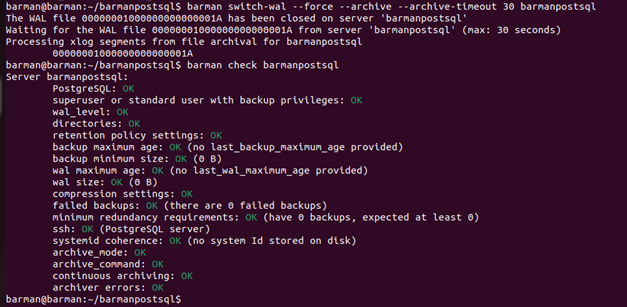 barman@barman:~/barmanpostsql$ barman switch-wal --force --archive --archive-timeout 30 barmanpostsql
The WAL file 00000001000000000000001A has been closed on server 'barmanpostsql'
Waiting for the WAL file 00000001000000000000001A from server 'barmanpostsql' (max: 30 seconds)
Processing xlog segments from file archival for barmanpostsql
00000001000000000000001A
barman@barman:~/barmanpostsql$ barman check barmanpostsql
Server barmanpostsql:
PostgreSQL: OK
superuser or standard user with backup privileges: OK
wal_level: OK
directories: OK
retention policy settings: OK
backup maximum age: OK (no last_backup_maximum_age provided)
backup minimum size: OK (0 B)
wal maximum age: OK (no last_wal_maximum_age provided)
wal size: OK (0 B)
compression settings: OK
failed backups: OK (there are 0 failed backups)
minimum redundancy requirements: OK (have 0 backups, expected at least 0)
ssh: OK (PostgreSQL server)
systemid coherence: OK (no system Id stored on disk)
archive_mode: OK
archive_command: OK
continuous archiving: OK
archiver errors: OK
barman@barman:~/barmanpostsql$